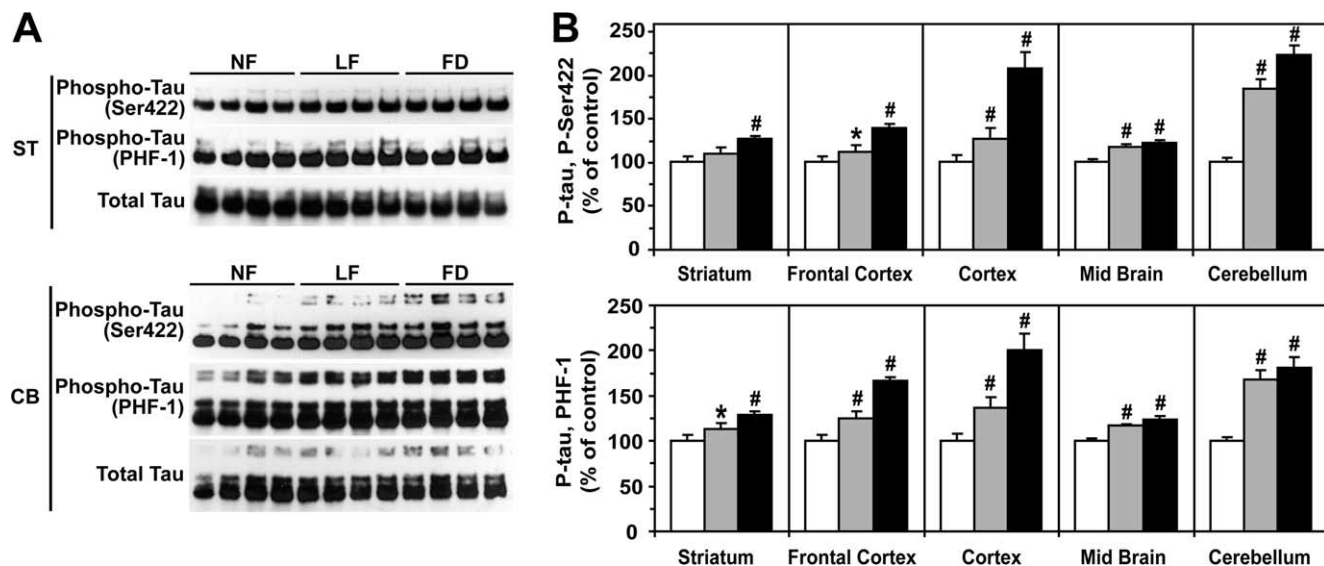 A
NF LF FD
Phospho-Tau
(Ser422)
Phospho-Tau
(PHF-1)
Total Tau
ST
NF LF FD
Phospho-Tau
(Ser422)
Phospho-Tau
(PHF-1)
Total Tau
CB
B
P-tau, P-Ser422
(% of control)
250
200
150
100
50
0
# * # # # # # # #
Striatum Frontal Cortex Cortex Mid Brain Cerebellum
P-tau, PHF-1
(% of control)
250
200
150
100
50
0
* # # # # # # # # #
Striatum Frontal Cortex Cortex Mid Brain Cerebellum